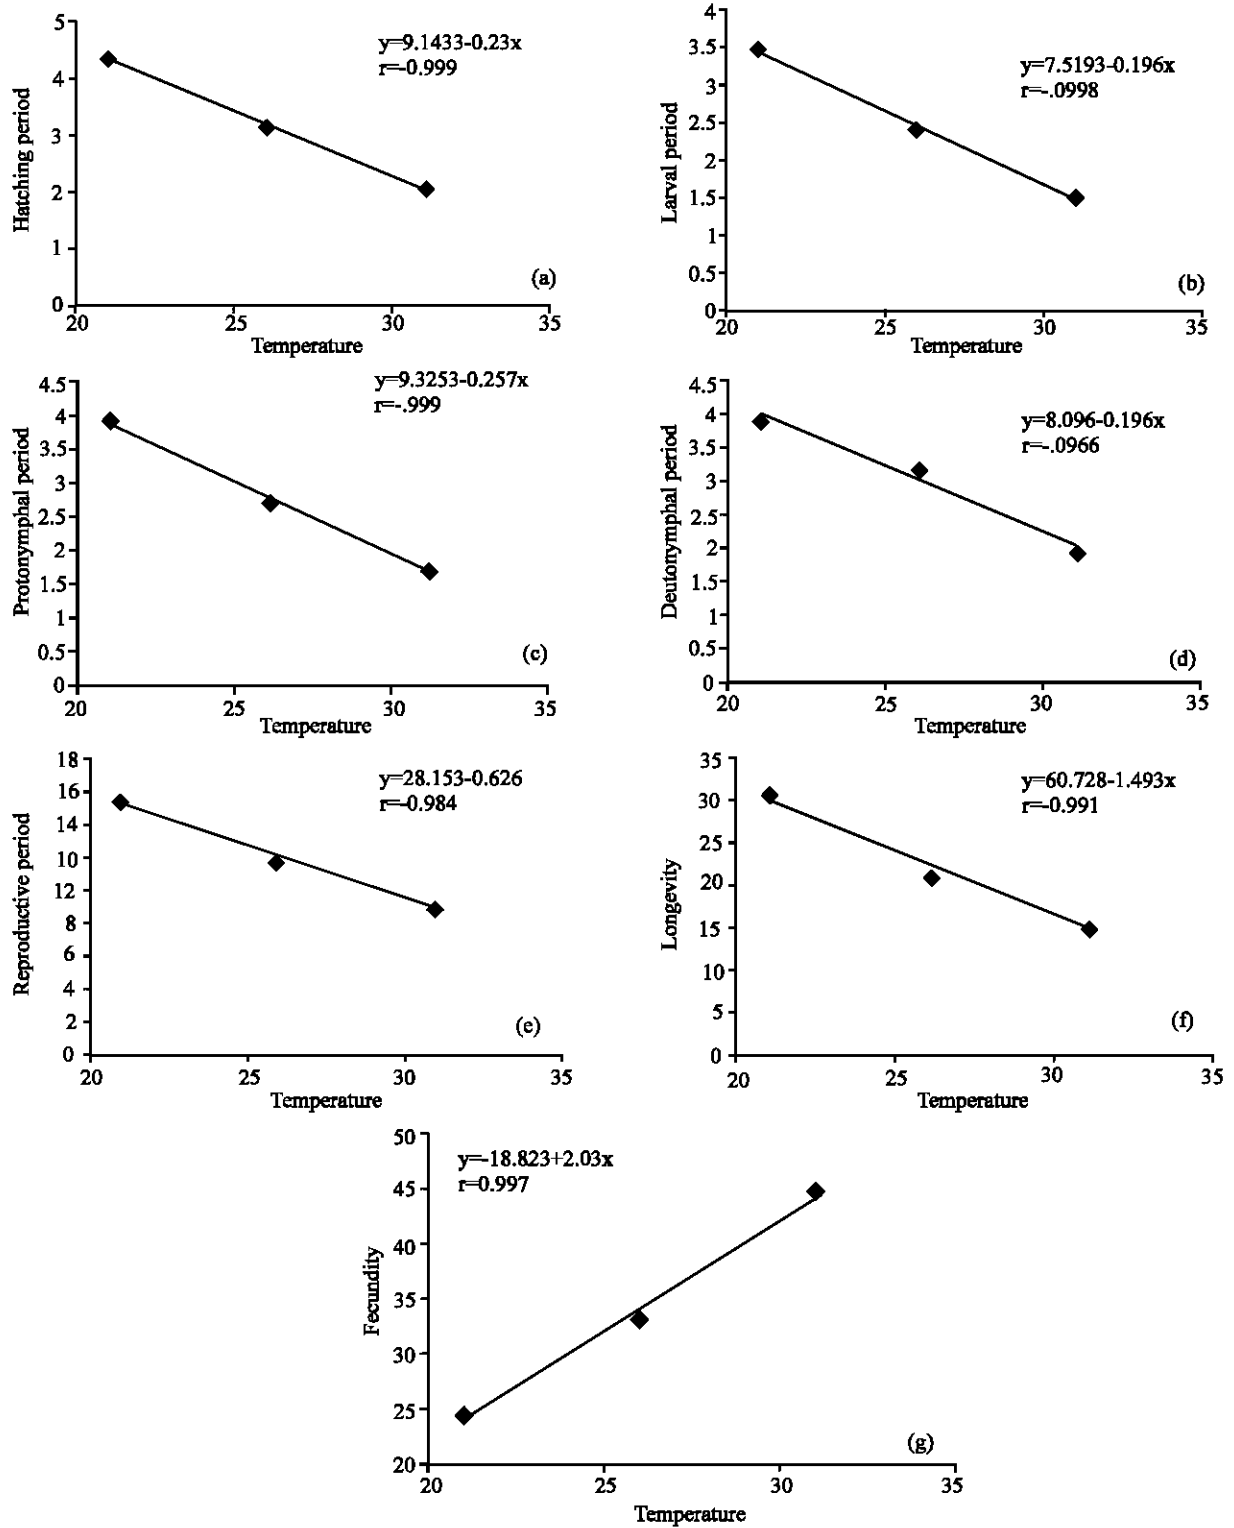 y=9.1433-0.23x
r=-0.999
Hatching period
5
4
3
2
1
0
20
25
30
35
Temperature
(a)
y=7.5193-0.196x
r=-.0998
Larval period
4
3.5
3
2.5
2
1.5
1
0.5
0
20
25
30
35
Temperature
(b)
y=9.3253-0.257x
r=-.999
Protonymphal period
4.5
4
3.5
3
2.5
2
1.5
1
0.5
0
20
25
30
35
Temperature
(c)
y=8.096-0.196x
r=-.0966
Deutonymphal period
4.5
4
3.5
3
2.5
2
1.5
1
0.5
0
20
25
30
35
Temperature
(d)
y=28.153-0.626
r=-0.984
Reproductive period
18
16
14
10
12
8
6
4
2
0
20
25
30
35
Temperature
(e)
y=60.728-1.493x
r=-0.991
Longevity
35
30
25
20
15
10
5
0
20
25
30
35
Temperature
(f)
y=-18.823+2.03x
r=0.997
Fecundity
50
45
40
35
30
25
20
20
25
30
35
Temperature
(g)